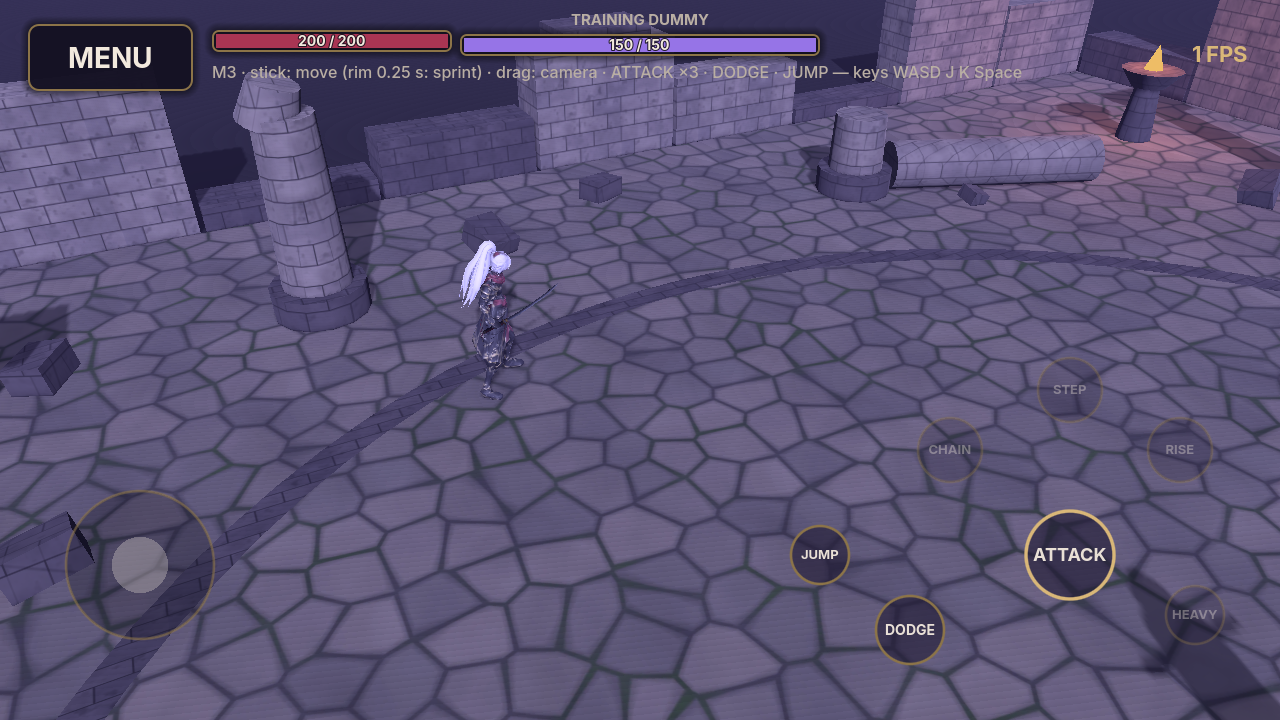 TRAINING DUMMY
MENU
200 / 200
150 / 150
1 FPS
M3 · stick: move (rim 0.25 s: sprint) · drag: camera · ATTACK ×3 · DODGE · JUMP — keys WASD J K Space
STEP
CHAIN
RISE
JUMP
ATTACK
HEAVY
DODGE